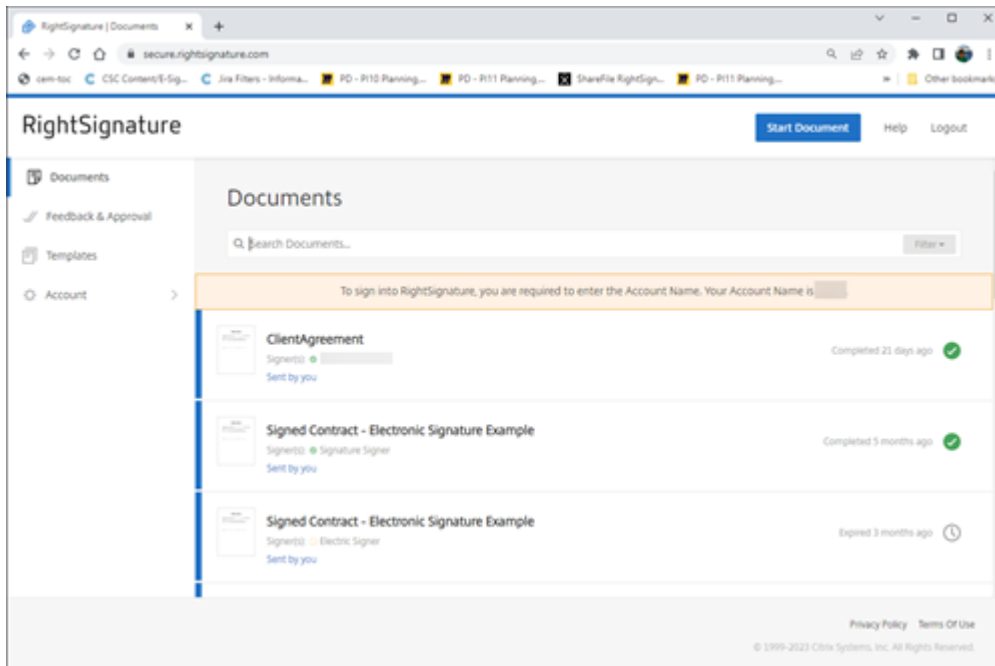 RightSignature | Documents
secure.rightsignature.com
cem-toc CSC Content/E-Sig... Jira Filters - Informa... PD - PI10 Planning,... PD - PI11 Planning,... ShareFile RightSign... PD - PI11 Planning,... Other bookmarks
RightSignature
Start Document Help Logout
Documents
Feedback & Approval
Templates
Account
Documents
Search Documents...
Filter
To sign into RightSignature, you are required to enter the Account Name. Your Account Name is
ClientAgreement
Signer(s):
Sent by you
Completed 21 days ago
Signed Contract - Electronic Signature Example
Signer(s): Signature Signer
Sent by you
Completed 5 months ago
Signed Contract - Electronic Signature Example
Signer(s): Electric Signer
Sent by you
Expired 3 months ago
Privacy Policy Terms Of Use
© 1999-2023 Citrix Systems, Inc. All Rights Reserved.